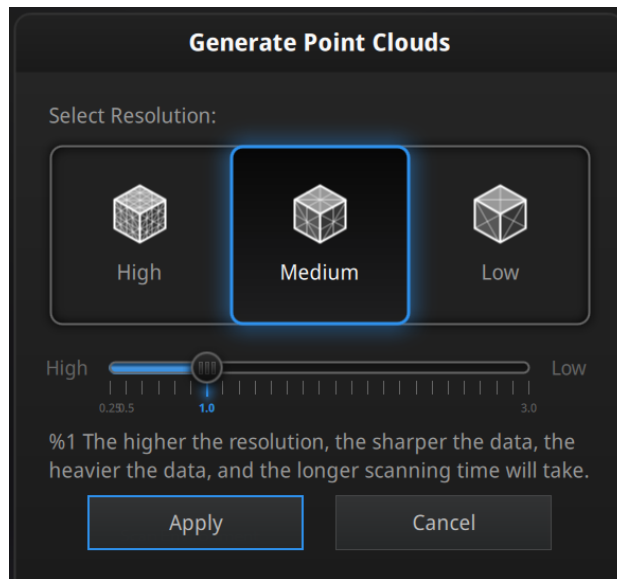 Generate Point Clouds
Select Resolution:
High Medium Low
High Low
0.25 0.5 1.0 3.0
%1 The higher the resolution, the sharper the data, the
heavier the data, and the longer scanning time will take.
Apply Cancel